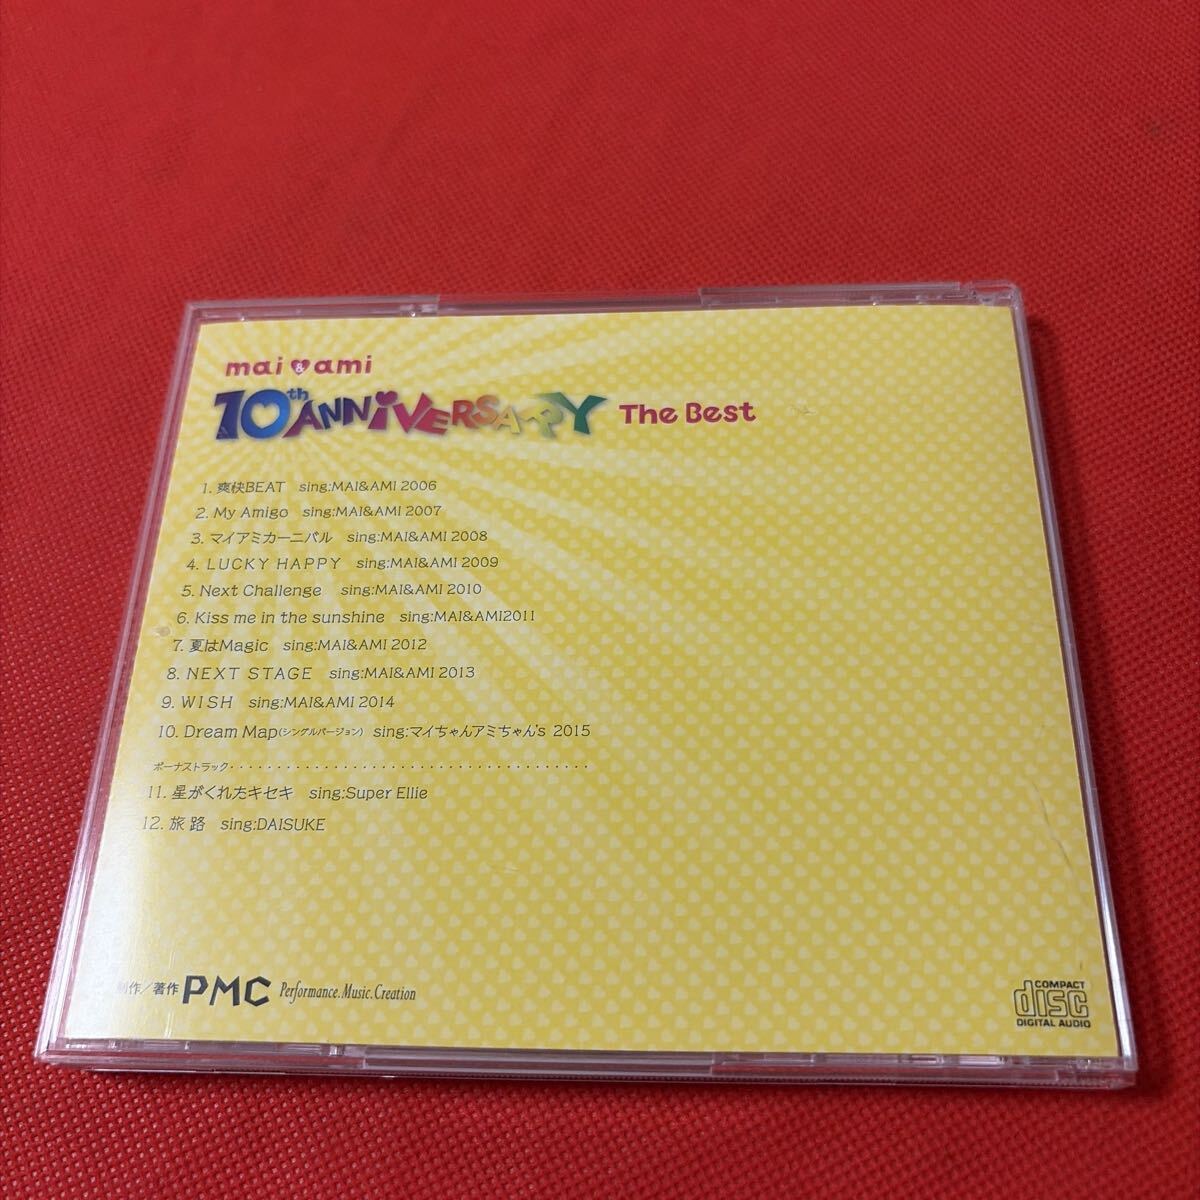 mai & ami
10th ANNiVERSARY The Best
1. 爽快BEAT sing:MAI&AMI 2006
2. My Amigo sing:MAI&AMI 2007
3. マイアミカーニバル sing:MAI&AMI 2008
4. LUCKY HAPPY sing:MAI&AMI 2009
5. Next Challenge sing:MAI&AMI 2010
6. Kiss me in the sunshine sing:MAI&AMI2011
7. 夏はMagic sing:MAI&AMI 2012
8. NEXT STAGE sing:MAI&AMI 2013
9. WISH sing:MAI&AMI 2014
10. Dream Map(シングルバージョン) sing:マイちゃんアミちゃん's 2015
ボーナストラック・・・・・・・・・・・・・・・・・・・・・・・・・・・・・・・・・・・・・・・
11. 星がくれたキセキ sing:Super Ellie
12. 旅路 sing:DAISUKE
制作／著作 PMC Performance.Music.Creation
COMPACT
disc
DIGITAL AUDIO